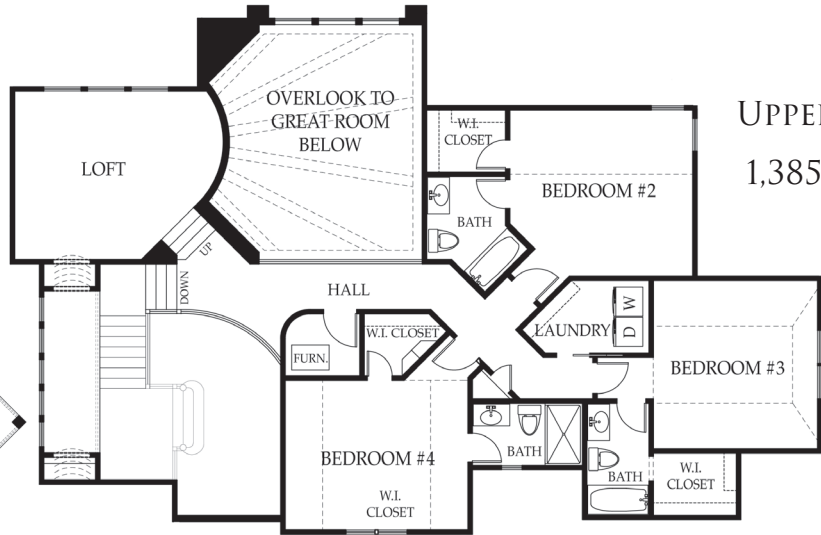 OVERLOOK TO
GREAT ROOM
BELOW
LOFT
W.I.
CLOSET
BEDROOM #2
BATH
UPPE
1,385
UP
DOWN
HALL
FURN.
W.I. CLOSET
LAUNDRY
W
D
BEDROOM #3
BEDROOM #4
W.I.
CLOSET
BATH
BATH
W.I.
CLOSET